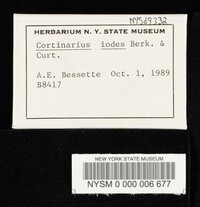 NYSf69332
HERBARIUM N. Y. STATE MUSEUM
Cortinarius iodes Berk. &
Curt.
A.E. Bessette Oct. 1, 1989
B8417
NEW YORK STATE MUSEUM
NYSM 0 000 006 677